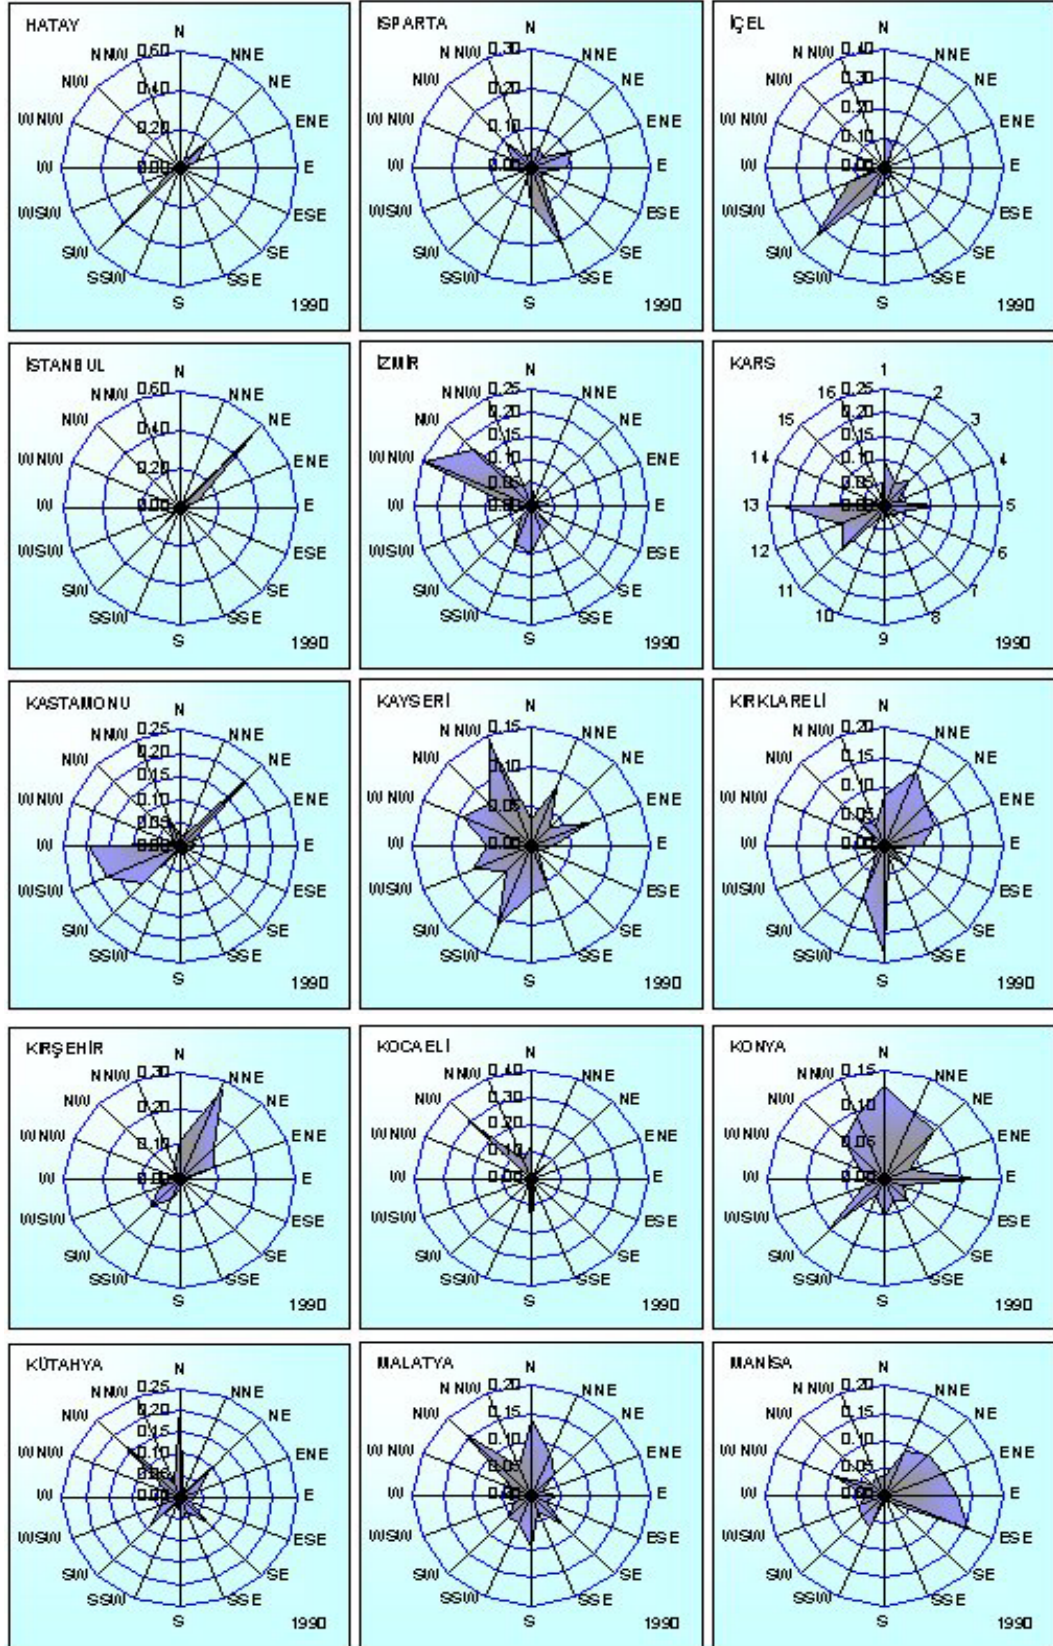 HATAY
N
NNW 0.60 NNE
NW NE
0.40
WNW ENE
0.20
W 0.00 E
WSW ESE
SW SE
SSW SSE
S
1990
ISPARTA
N
NNW 0.30 NNE
NW NE
0.20
WNW ENE
0.10
W 0.00 E
WSW ESE
SW SE
SSW SSE
S
1990
İÇEL
N
NNW 0.40 NNE
NW 0.30 NE
WNW 0.20 ENE
0.10
W 0.00 E
WSW ESE
SW SE
SSW SSE
S
1990
İSTANBUL
N
NNW 0.60 NNE
NW NE
0.40
WNW ENE
0.20
W 0.00 E
WSW ESE
SW SE
SSW SSE
S
1990
İZMİR
N
NNW 0.25 NNE
NW 0.20 NE
0.15
WNW 0.10 ENE
0.05
W 0.00 E
WSW ESE
SW SE
SSW SSE
S
1990
KARS
1
16 0.25 2
15 0.20 3
0.15
14 0.10 4
0.05
13 0.00 5
12 6
11 7
10 8
9
1990
KASTAMONU
N
NNW 0.25 NNE
NW 0.20 NE
0.15
WNW 0.10 ENE
0.05
W 0.00 E
WSW ESE
SW SE
SSW SSE
S
1990
KAYSERİ
N
NNW 0.15 NNE
NW NE
0.10
WNW ENE
0.05
W 0.00 E
WSW ESE
SW SE
SSW SSE
S
1990
KIRKLARELİ
N
NNW 0.20 NNE
NW 0.15 NE
WNW 0.10 ENE
0.05
W 0.00 E
WSW ESE
SW SE
SSW SSE
S
1990
KIRŞEHİR
N
NNW 0.30 NNE
NW NE
0.20
WNW ENE
0.10
W 0.00 E
WSW ESE
SW SE
SSW SSE
S
1990
KOCAELİ
N
NNW 0.40 NNE
NW 0.30 NE
WNW 0.20 ENE
0.10
W 0.00 E
WSW ESE
SW SE
SSW SSE
S
1990
KONYA
N
NNW 0.15 NNE
NW NE
0.10
WNW ENE
0.05
W 0.00 E
WSW ESE
SW SE
SSW SSE
S
1990
KÜTAHYA
N
NNW 0.25 NNE
NW 0.20 NE
0.15
WNW 0.10 ENE
0.05
W 0.00 E
WSW ESE
SW SE
SSW SSE
S
1990
MALATYA
N
NNW 0.20 NNE
NW 0.15 NE
WNW 0.10 ENE
0.05
W 0.00 E
WSW ESE
SW SE
SSW SSE
S
1990
MANİSA
N
NNW 0.20 NNE
NW 0.15 NE
WNW 0.10 ENE
0.05
W 0.00 E
WSW ESE
SW SE
SSW SSE
S
1990